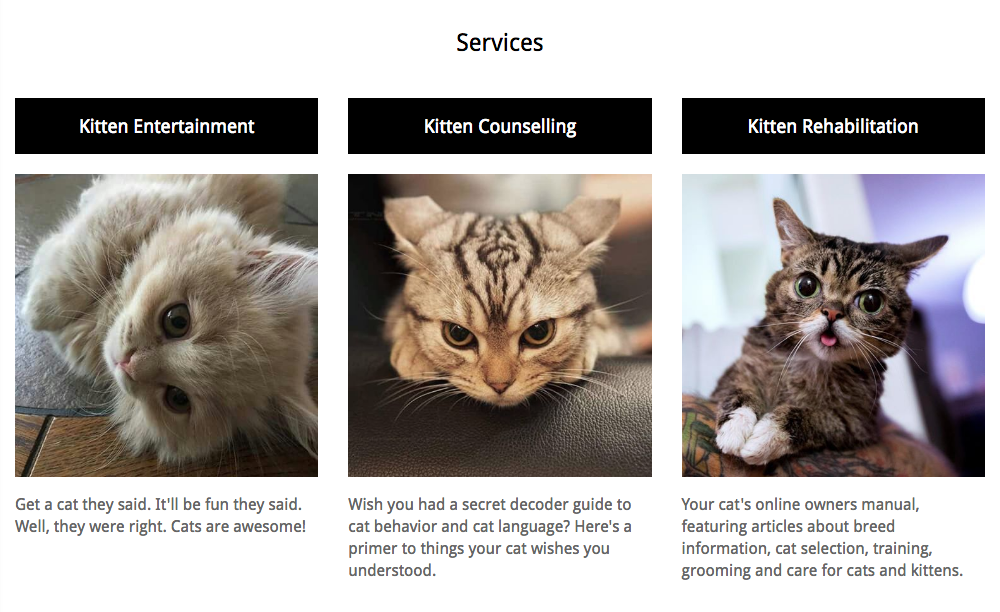 Services
Kitten Entertainment
Kitten Counselling
Kitten Rehabilitation
Get a cat they said. It'll be fun they said.
Well, they were right. Cats are awesome!
Wish you had a secret decoder guide to
cat behavior and cat language? Here's a
primer to things your cat wishes you
understood.
Your cat's online owners manual,
featuring articles about breed
information, cat selection, training,
grooming and care for cats and kittens.